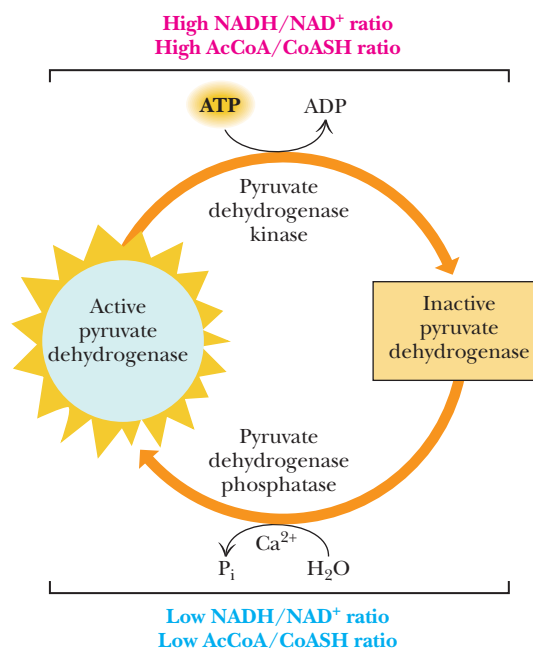 High NADH/NAD⁺ ratio
High AcCoA/CoASH ratio
ATP
ADP
Pyruvate
dehydrogenase
kinase
Active
pyruvate
dehydrogenase
Inactive
pyruvate
dehydrogenase
Pyruvate
dehydrogenase
phosphatase
Ca²⁺
Pᵢ
H₂O
Low NADH/NAD⁺ ratio
Low AcCoA/CoASH ratio